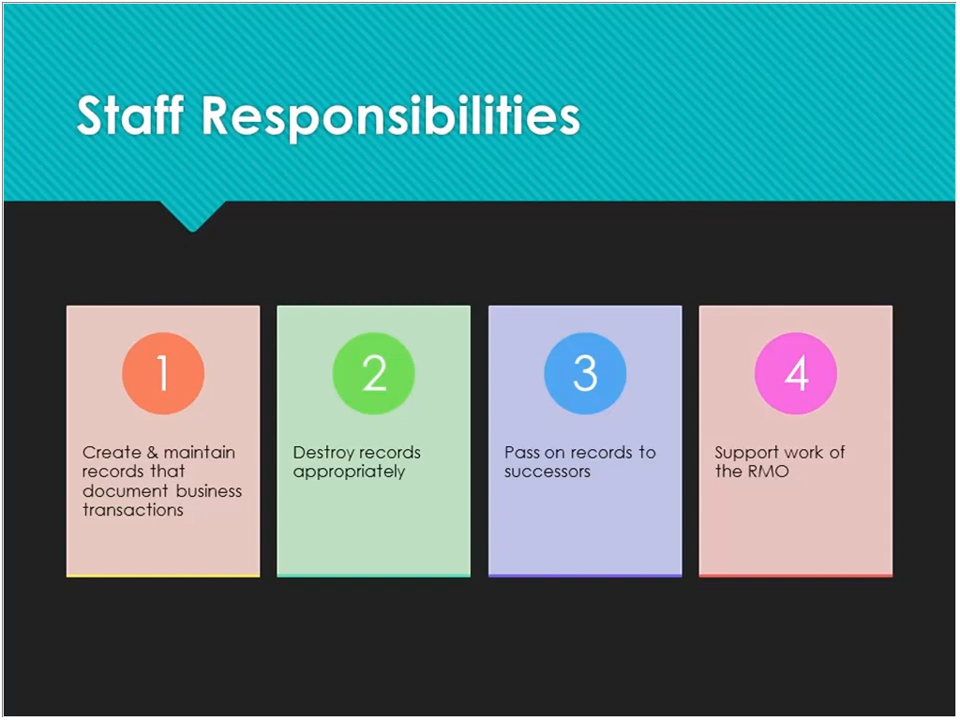 Staff Responsibilities
1
Create & maintain
records that
document business
transactions
2
Destroy records
appropriately
3
Pass on records to
successors
4
Support work of
the RMO